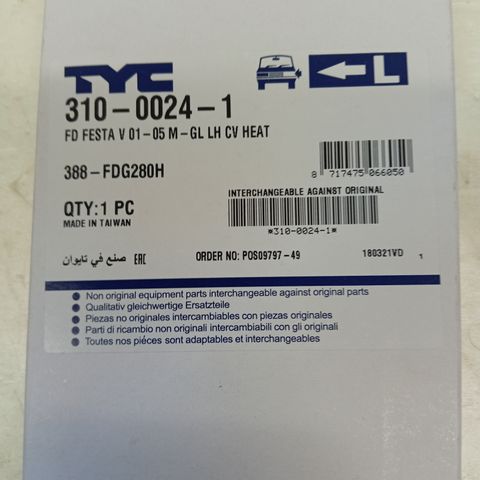 TYC
L
310-0024-1
FD FESTA V 01-05 M-GL LH CV HEAT
388-FDG280H
8 717475 066050
INTERCHANGEABLE AGAINST ORIGINAL
QTY:1 PC
MADE IN TAIWAN
*310-0024-1*
صنع في تايوان EAC ORDER NO: POS09797-49 180321VD 1
Non original equipment parts interchangeable against original parts
Qualitativ gleichwertige Ersatzteile
Piezas no originales intercambiables con piezas originales
Parti di ricambio non originali intercambiabili con gli originali
Toutes nos piéces sont adaptables et interchangeables